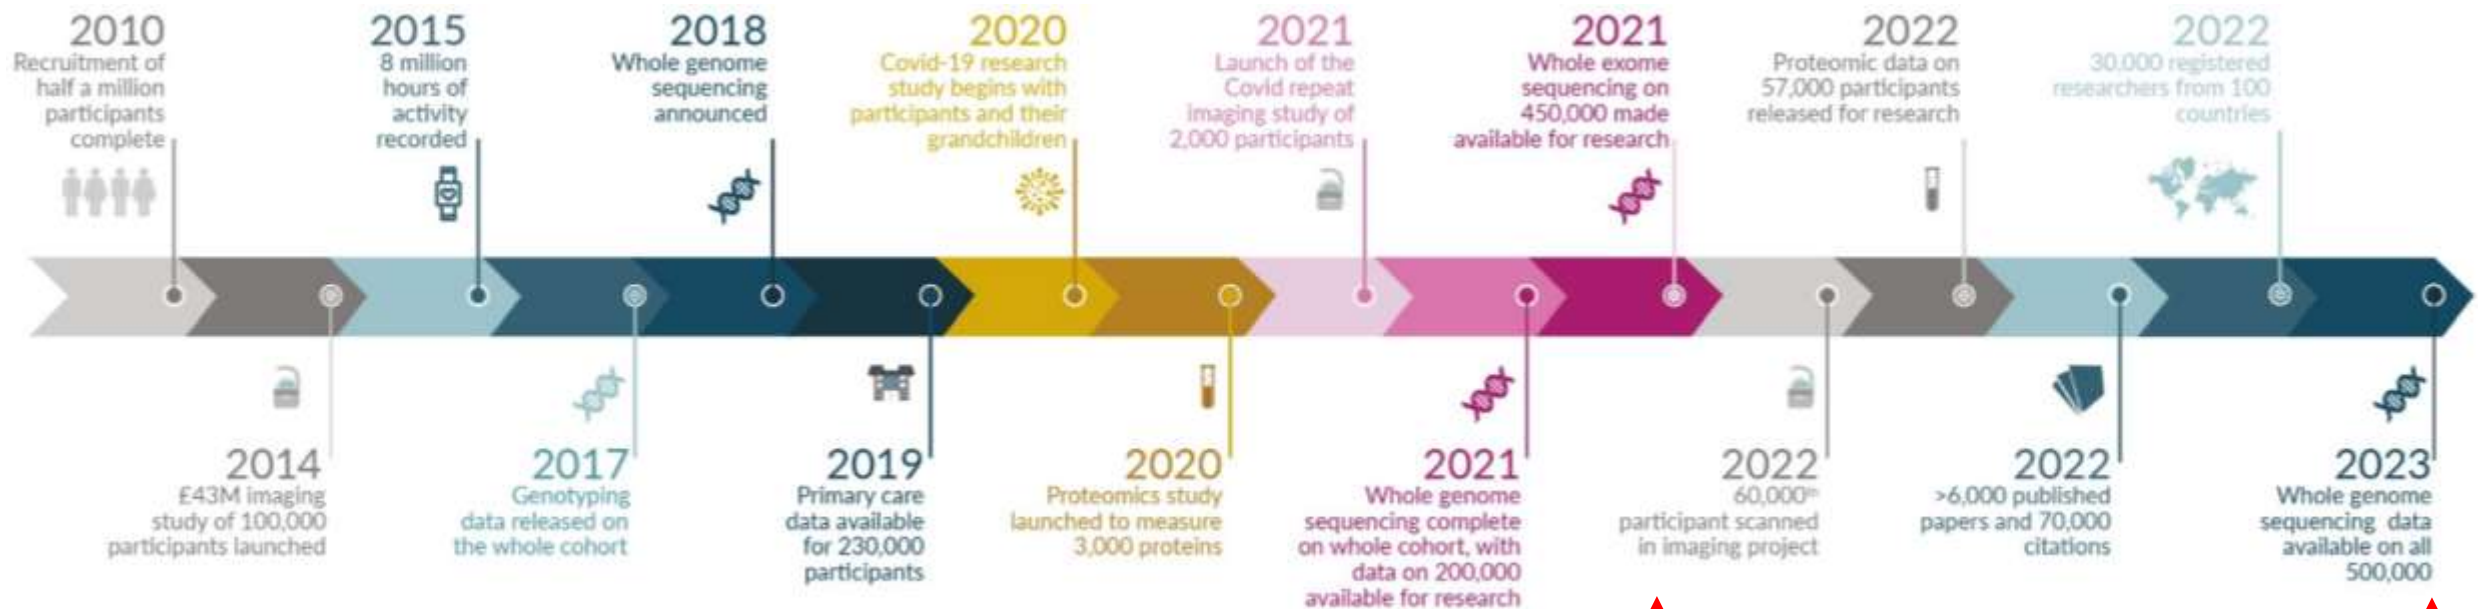 2010
Recruitment of
half a million
participants
complete
2015
8 million
hours of
activity
recorded
2018
Whole genome
sequencing
announced
2020
Covid-19 research
study begins with
participants and their
grandchildren
2021
Launch of the
Covid repeat
imaging study of
2,000 participants
2021
Whole exome
sequencing on
450,000 made
available for research
2022
Proteomic data on
57,000 participants
released for research
2022
30,000 registered
researchers from 100
countries
2014
£43M imaging
study of 100,000
participants launched
2017
Genotyping
data released on
the whole cohort
2019
Primary care
data available
for 230,000
participants
2020
Proteomics study
launched to measure
3,000 proteins
2021
Whole genome
sequencing complete
on whole cohort, with
data on 200,000
available for research
2022
60,000th
participant scanned
in imaging project
2022
>6,000 published
papers and 70,000
citations
2023
Whole genome
sequencing data
available on all
500,000